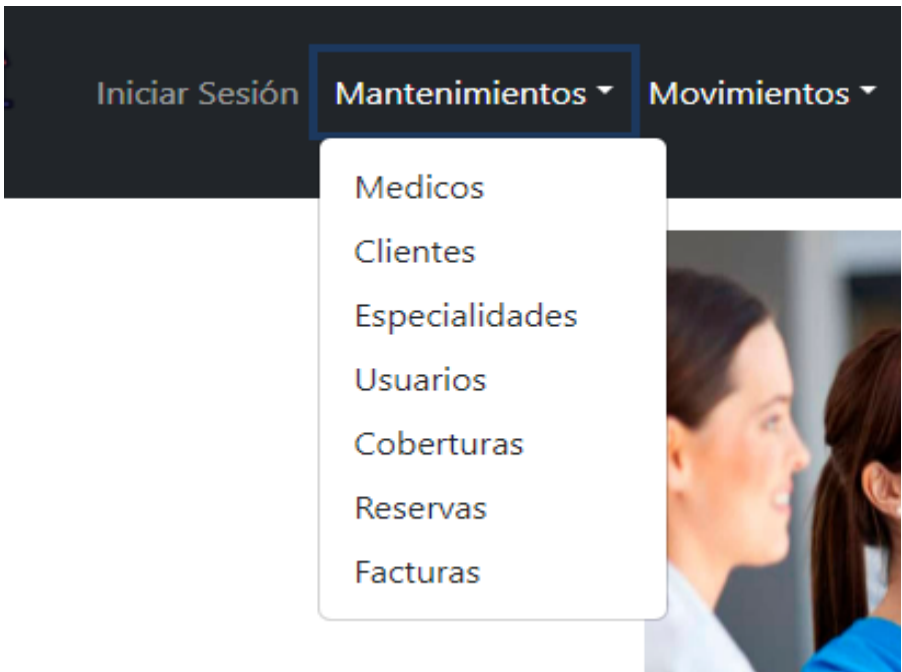 Iniciar Sesión Mantenimientos Movimientos
Medicos
Clientes
Especialidades
Usuarios
Coberturas
Reservas
Facturas